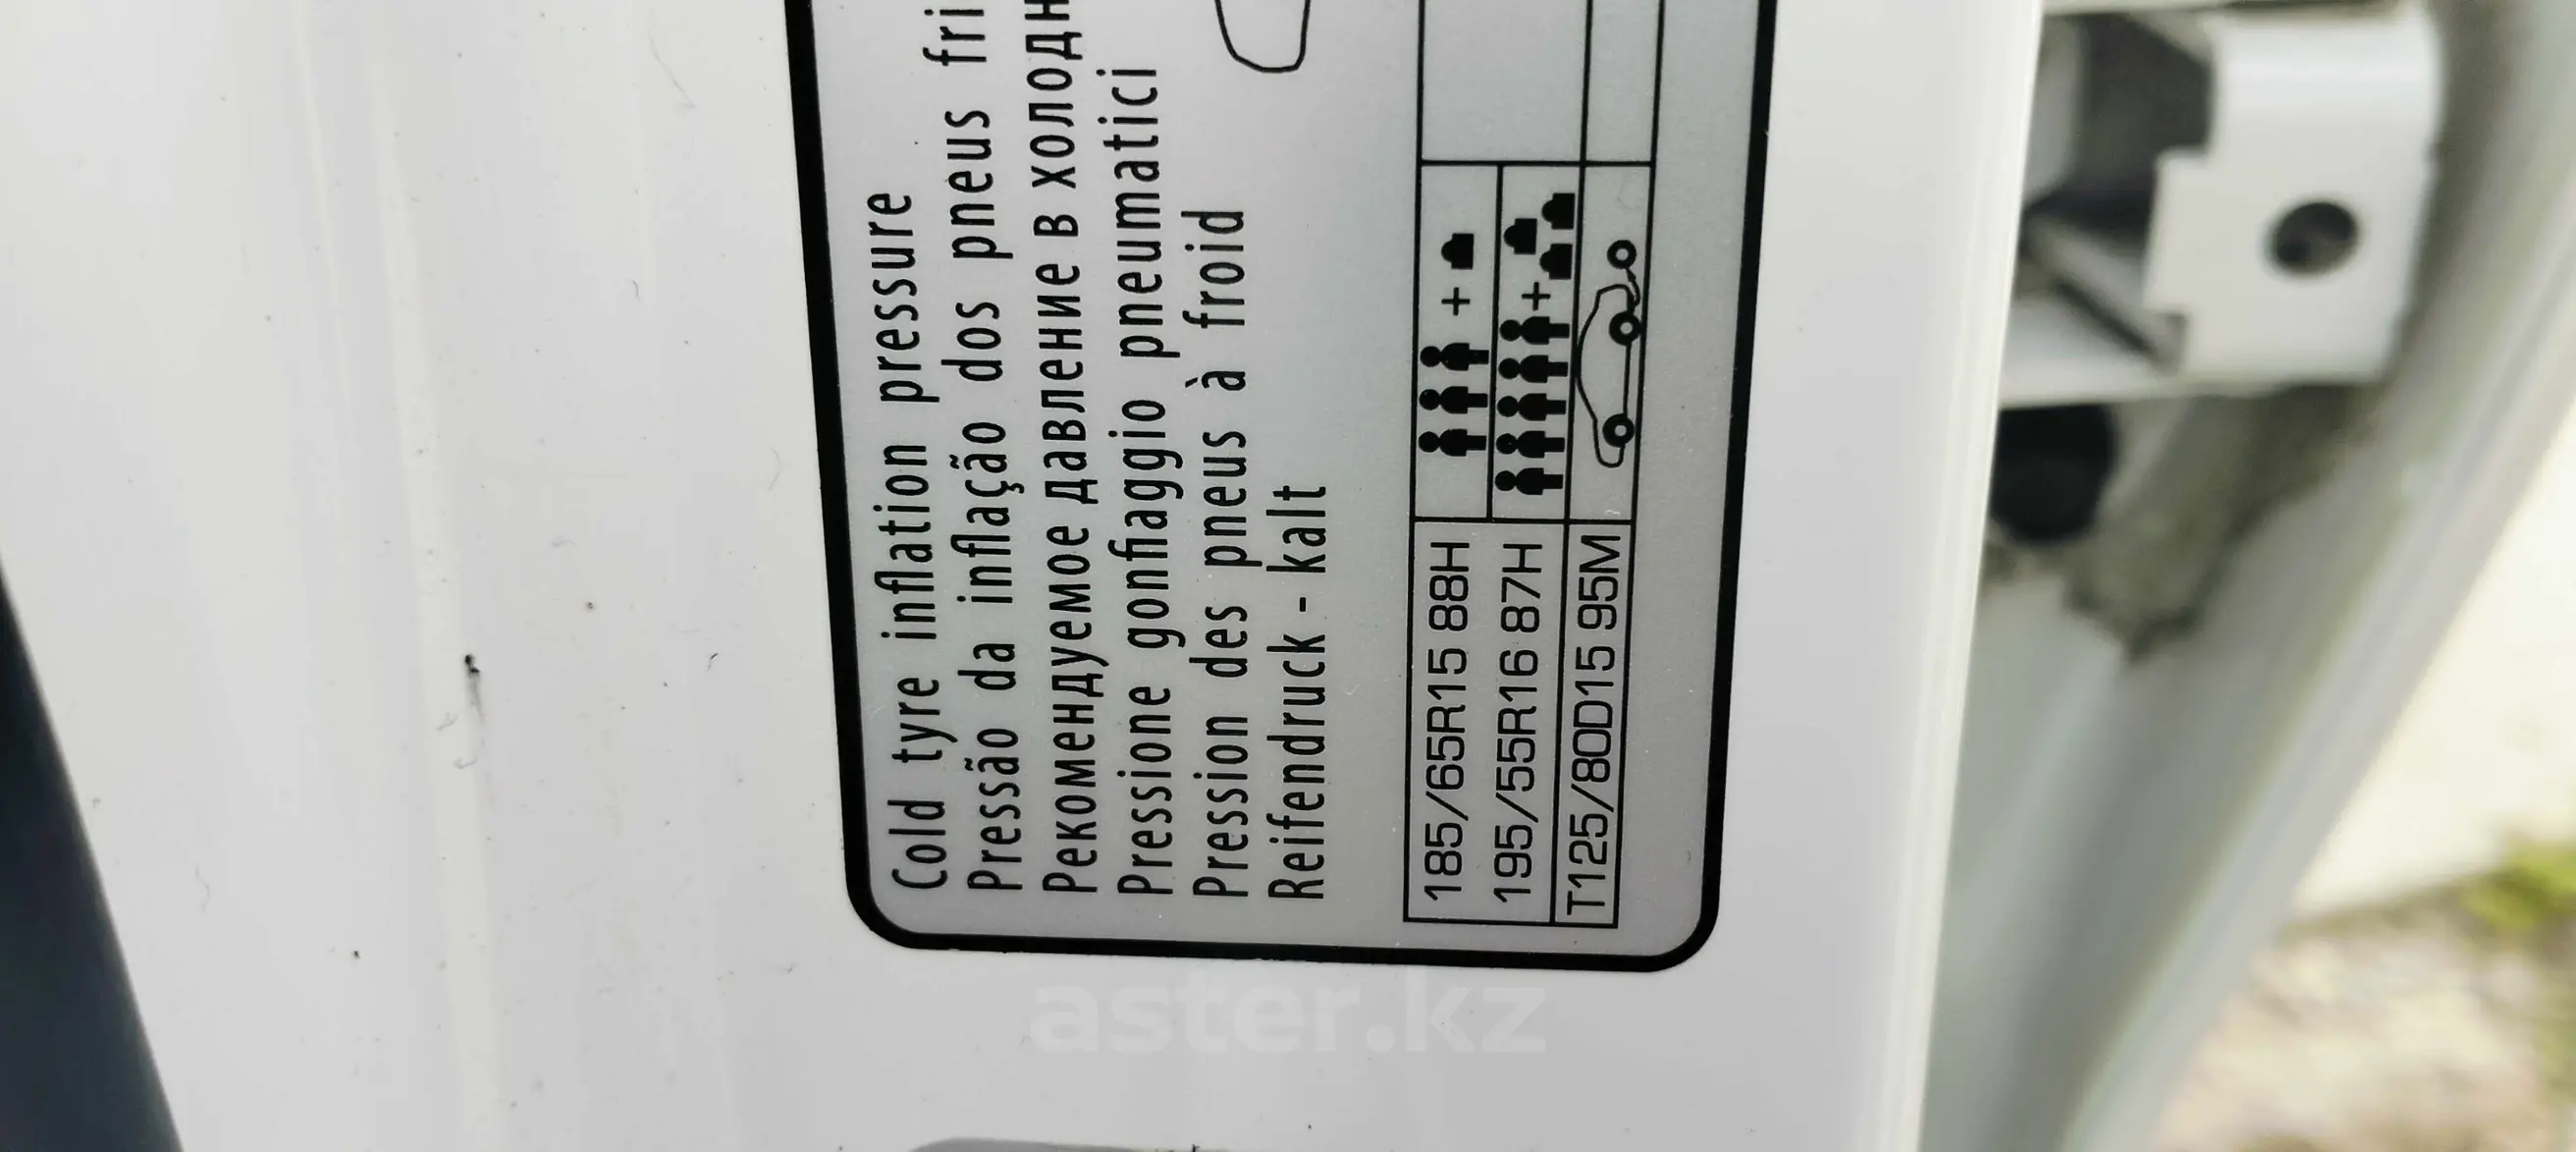 Cold tyre inflation pressure
Pressão da inflação dos pneus fri
Рекомендуемое давление в холодн
Pressione gonfiaggio pneumatici
Pression des pneus à froid
Reifendruck - kalt
185/65R15 88H
+
195/55R16 87H
+
T125/80D15 95M
aster.kz